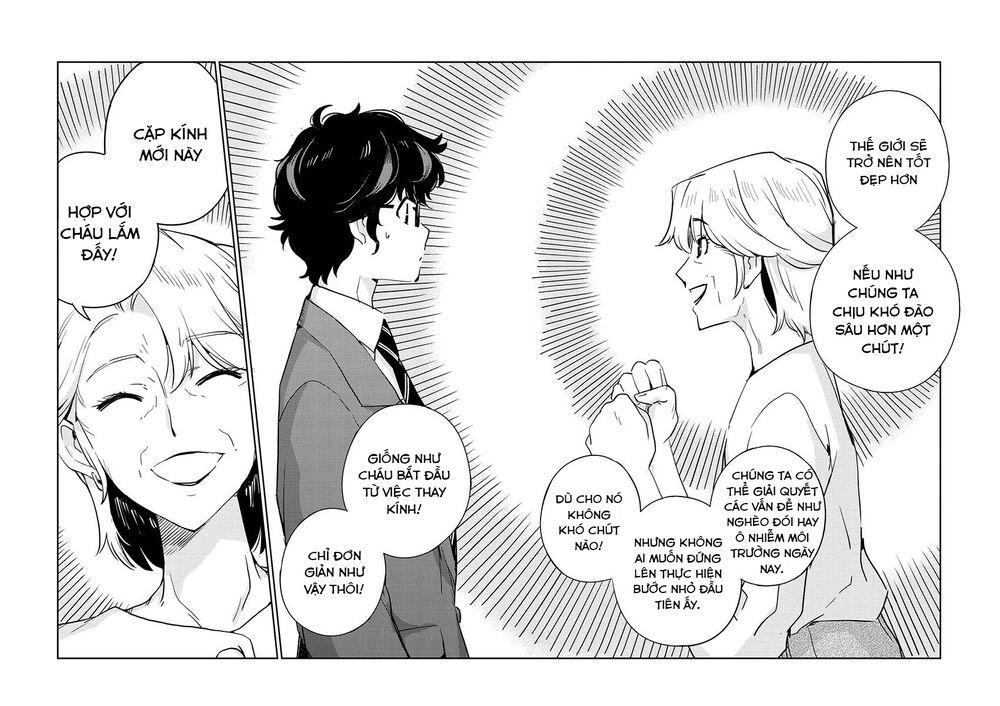 THẾ GIỚI SẼ
TRỞ NÊN TỐT
ĐẸP HƠN
NẾU NHƯ
CHÚNG TA
CHỊU KHÓ ĐÀO
SÂU HƠN MỘT
CHÚT!
CHÚNG TA CÓ
THỂ GIẢI QUYẾT
CÁC VẤN ĐỀ NHƯ
NGHÈO ĐÓI HAY
Ô NHIỄM MÔI
TRƯỜNG NGÀY
NAY.
NHƯNG KHÔNG
AI MUỐN ĐỨNG
LÊN THỰC HIỆN
BƯỚC NHỎ ĐẦU
TIÊN ẤY.
DÙ CHO NÓ
KHÔNG
KHÓ CHÚT
NÀO!
GIỐNG NHƯ
CHÁU BẮT ĐẦU
TỪ VIỆC THAY
KÍNH!
CHỈ ĐƠN
GIẢN NHƯ
VẬY THÔI!
CẶP KÍNH
MỚI NÀY
HỢP VỚI
CHÁU LẮM
ĐẤY!